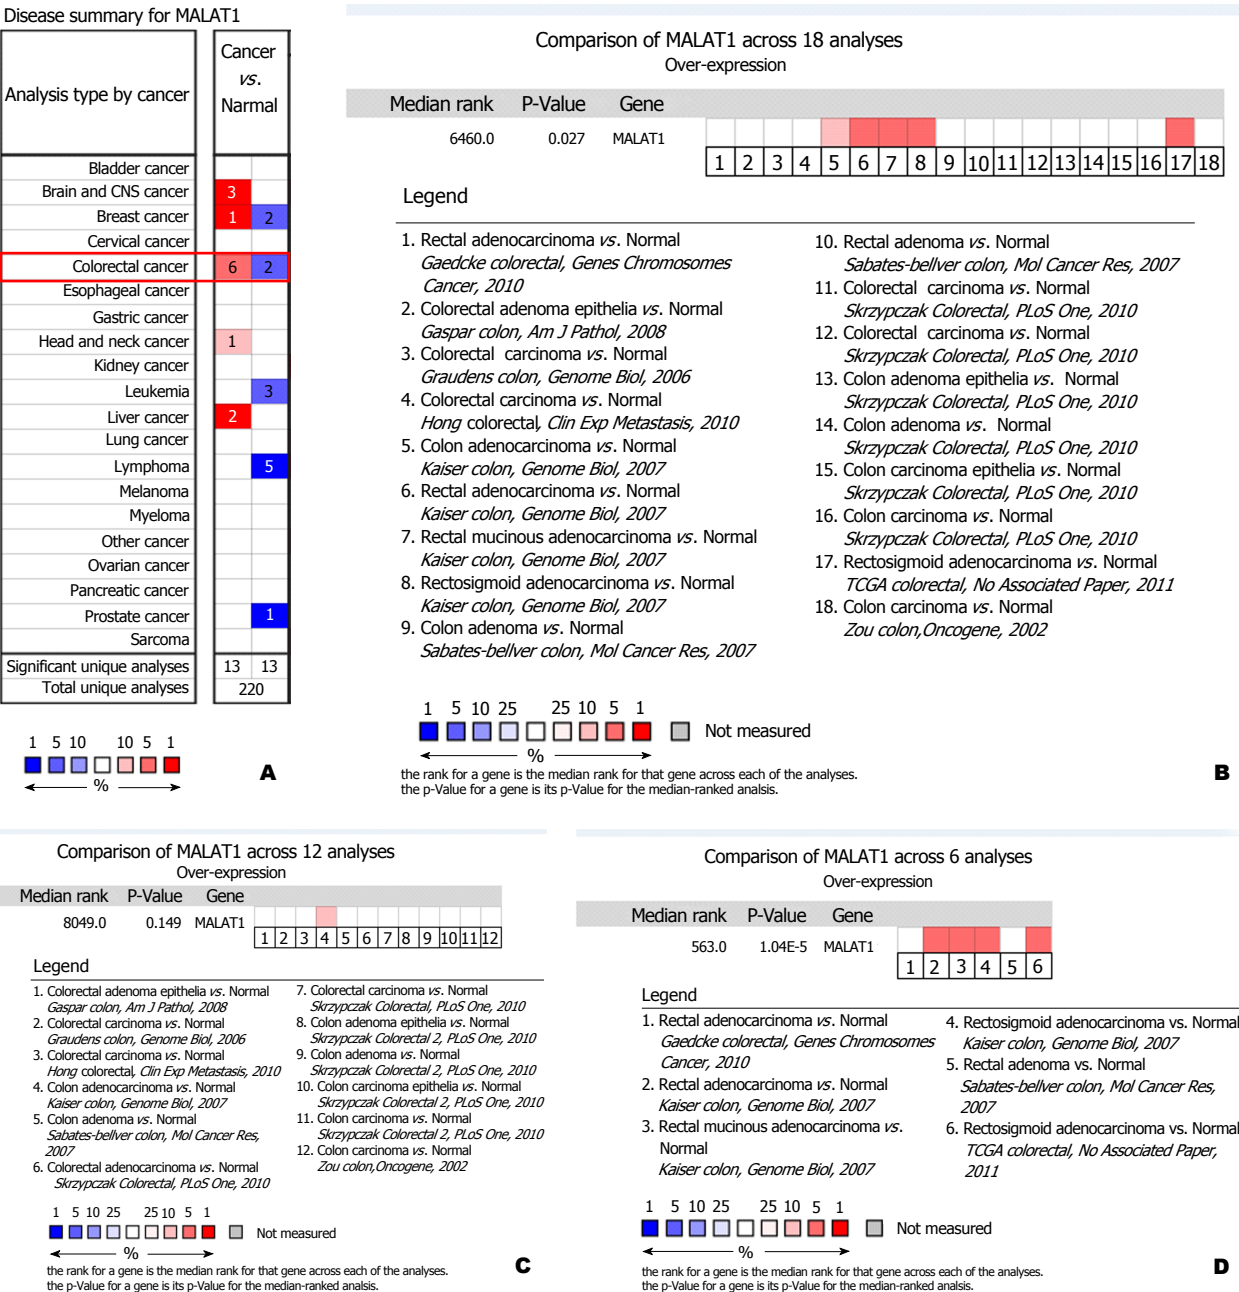 Disease summary for MALAT1
Analysis type by cancer
Cancer
vs.
Narmal
Bladder cancer
Brain and CNS cancer 3
Breast cancer 1 2
Cervical cancer
Colorectal cancer 6 2
Esophageal cancer
Gastric cancer
Head and neck cancer 1
Kidney cancer
Leukemia 3
Liver cancer 2
Lung cancer
Lymphoma 5
Melanoma
Myeloma
Other cancer
Ovarian cancer
Pancreatic cancer
Prostate cancer 1
Sarcoma
Significant unique analyses 13 13
Total unique analyses 220
1 5 10 10 5 1
%
A
Comparison of MALAT1 across 18 analyses
Over-expression
Median rank P-Value Gene
6460.0 0.027 MALAT1
1 2 3 4 5 6 7 8 9 10 11 12 13 14 15 16 17 18
Legend
1. Rectal adenocarcinoma vs. Normal
Gaedcke colorectal, Genes Chromosomes
Cancer, 2010
2. Colorectal adenoma epithelia vs. Normal
Gaspar colon, Am J Pathol, 2008
3. Colorectal carcinoma vs. Normal
Graudens colon, Genome Biol, 2006
4. Colorectal carcinoma vs. Normal
Hong colorectal, Clin Exp Metastasis, 2010
5. Colon adenocarcinoma vs. Normal
Kaiser colon, Genome Biol, 2007
6. Rectal adenocarcinoma vs. Normal
Kaiser colon, Genome Biol, 2007
7. Rectal mucinous adenocarcinoma vs. Normal
Kaiser colon, Genome Biol, 2007
8. Rectosigmoid adenocarcinoma vs. Normal
Kaiser colon, Genome Biol, 2007
9. Colon adenoma vs. Normal
Sabates-bellver colon, Mol Cancer Res, 2007
10. Rectal adenoma vs. Normal
Sabates-bellver colon, Mol Cancer Res, 2007
11. Colorectal carcinoma vs. Normal
Skrzypczak Colorectal, PLoS One, 2010
12. Colorectal carcinoma vs. Normal
Skrzypczak Colorectal, PLoS One, 2010
13. Colon adenoma epithelia vs. Normal
Skrzypczak Colorectal, PLoS One, 2010
14. Colon adenoma vs. Normal
Skrzypczak Colorectal, PLoS One, 2010
15. Colon carcinoma epithelia vs. Normal
Skrzypczak Colorectal, PLoS One, 2010
16. Colon carcinoma vs. Normal
Skrzypczak Colorectal, PLoS One, 2010
17. Rectosigmoid adenocarcinoma vs. Normal
TCGA colorectal, No Associated Paper, 2011
18. Colon carcinoma vs. Normal
Zou colon,Oncogene, 2002
1 5 10 25 25 10 5 1
Not measured
%
the rank for a gene is the median rank for that gene across each of the analyses.
the p-Value for a gene is its p-Value for the median-ranked analsis.
B
Comparison of MALAT1 across 12 analyses
Over-expression
Median rank P-Value Gene
8049.0 0.149 MALAT1
1 2 3 4 5 6 7 8 9 10 11 12
Legend
1. Colorectal adenoma epithelia vs. Normal
Gaspar colon, Am J Pathol, 2008
2. Colorectal carcinoma vs. Normal
Graudens colon, Genome Biol, 2006
3. Colorectal carcinoma vs. Normal
Hong colorectal, Clin Exp Metastasis, 2010
4. Colon adenocarcinoma vs. Normal
Kaiser colon, Genome Biol, 2007
5. Colon adenoma vs. Normal
Sabates-bellver colon, Mol Cancer Res,
2007
6. Colorectal adenocarcinoma vs. Normal
Skrzypczak Colorectal, PLoS One, 2010
7. Colorectal carcinoma vs. Normal
Skrzypczak Colorectal, PLoS One, 2010
8. Colon adenoma epithelia vs. Normal
Skrzypczak Colorectal 2, PLoS One, 2010
9. Colon adenoma vs. Normal
Skrzypczak Colorectal 2, PLoS One, 2010
10. Colon carcinoma epithelia vs. Normal
Skrzypczak Colorectal 2, PLoS One, 2010
11. Colon carcinoma vs. Normal
Skrzypczak Colorectal 2, PLoS One, 2010
12. Colon carcinoma vs. Normal
Zou colon,Oncogene, 2002
1 5 10 25 25 10 5 1
Not measured
%
the rank for a gene is the median rank for that gene across each of the analyses.
the p-Value for a gene is its p-Value for the median-ranked analsis.
C
Comparison of MALAT1 across 6 analyses
Over-expression
Median rank P-Value Gene
563.0 1.04E-5 MALAT1
1 2 3 4 5 6
Legend
1. Rectal adenocarcinoma vs. Normal
Gaedcke colorectal, Genes Chromosomes
Cancer, 2010
2. Rectal adenocarcinoma vs. Normal
Kaiser colon, Genome Biol, 2007
3. Rectal mucinous adenocarcinoma vs.
Normal
Kaiser colon, Genome Biol, 2007
4. Rectosigmoid adenocarcinoma vs. Normal
Kaiser colon, Genome Biol, 2007
5. Rectal adenoma vs. Normal
Sabates-bellver colon, Mol Cancer Res,
2007
6. Rectosigmoid adenocarcinoma vs. Normal
TCGA colorectal, No Associated Paper,
2011
1 5 10 25 25 10 5 1
Not measured
%
the rank for a gene is the median rank for that gene across each of the analyses.
the p-Value for a gene is its p-Value for the median-ranked analsis.
D